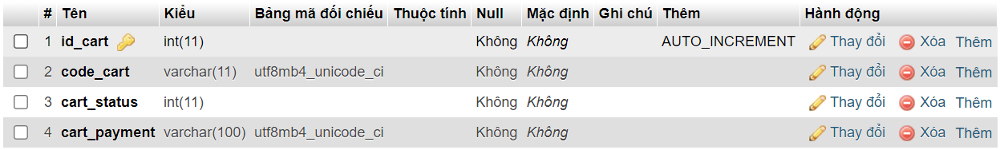 # Tên Kiểu Bảng mã đối chiếu Thuộc tính Null Mặc định Ghi chú Thêm Hành động
1 id_cart int(11) Không Không AUTO_INCREMENT Thay đổi Xóa Thêm
2 code_cart varchar(11) utf8mb4_unicode_ci Không Không Thay đổi Xóa Thêm
3 cart_status int(11) Không Không Thay đổi Xóa Thêm
4 cart_payment varchar(100) utf8mb4_unicode_ci Không Không Thay đổi Xóa Thêm